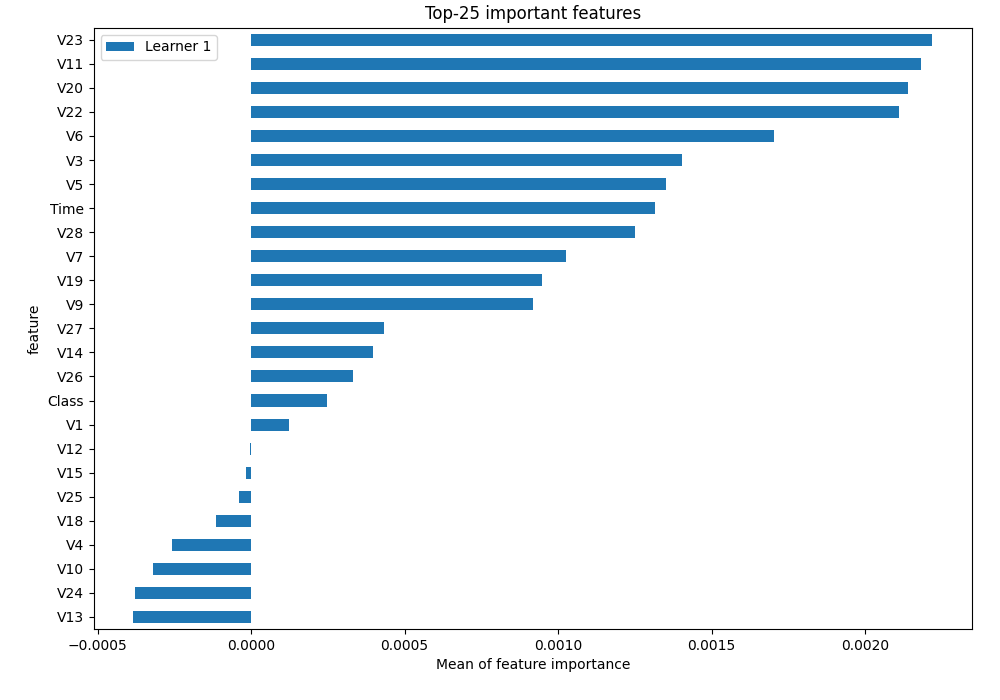 Top-25 important features
Learner 1
feature
V23
V11
V20
V22
V6
V3
V5
Time
V28
V7
V19
V9
V27
V14
V26
Class
V1
V12
V15
V25
V18
V4
V10
V24
V13
−0.0005 0.0000 0.0005 0.0010 0.0015 0.0020
Mean of feature importance